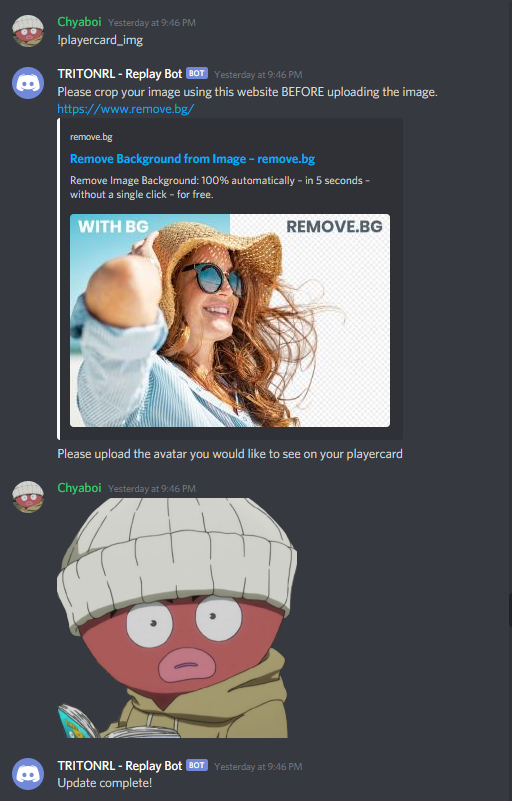 Chyaboi Yesterday at 9:46 PM
!playercard_img
TRITONRL - Replay Bot BOT Yesterday at 9:46 PM
Please crop your image using this website BEFORE uploading the image.
https://www.remove.bg/
remove.bg
Remove Background from Image – remove.bg
Remove Image Background: 100% automatically – in 5 seconds –
without a single click – for free.
WITH BG REMOVE.BG
Please upload the avatar you would like to see on your playercard
Chyaboi Yesterday at 9:46 PM
TRITONRL - Replay Bot BOT Yesterday at 9:46 PM
Update complete!